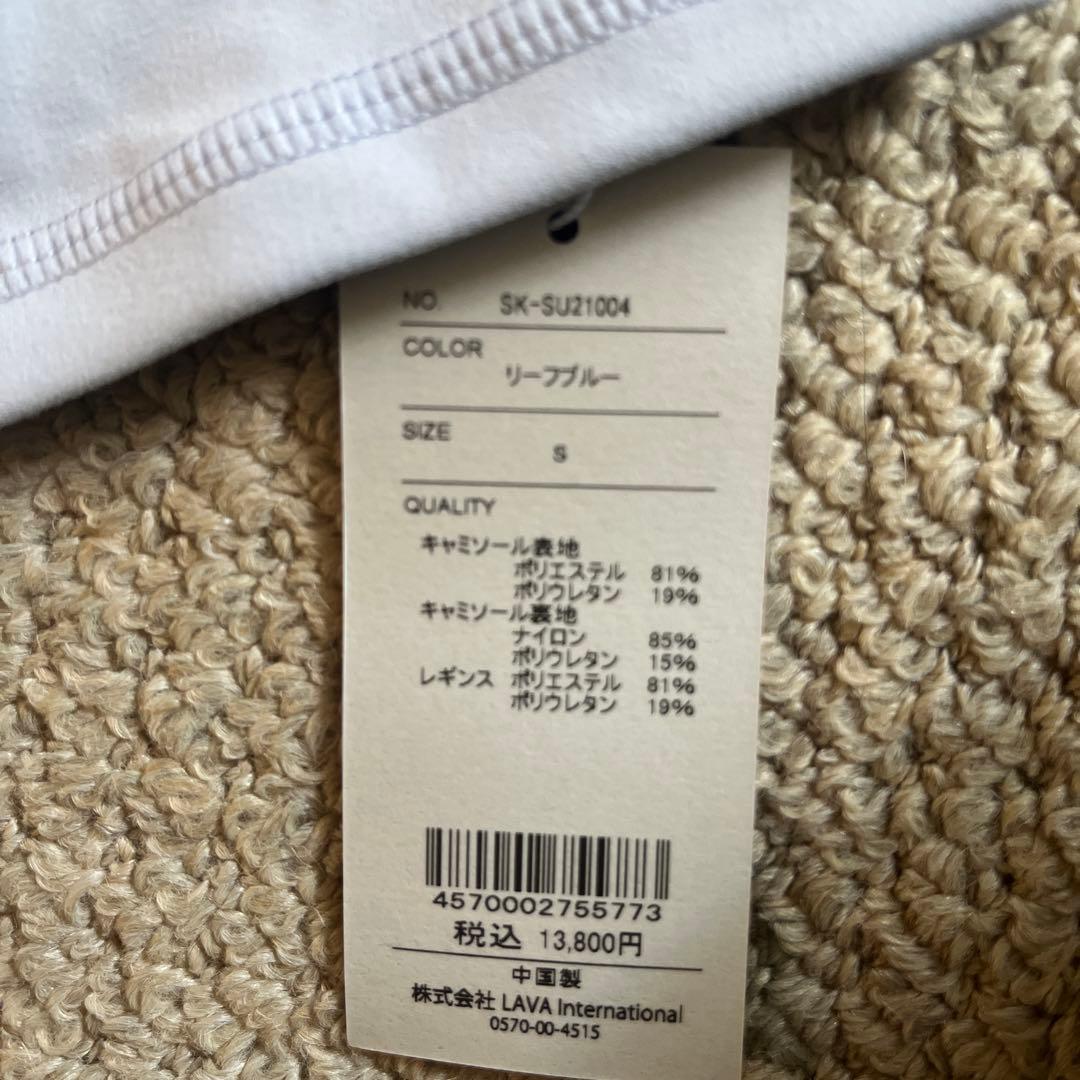 NO. SK-SU21004
COLOR
リーフブルー
SIZE
S
QUALITY
キャミソール表地
ポリエステル 81%
ポリウレタン 19%
キャミソール裏地
ナイロン 85%
ポリウレタン 15%
レギンス ポリエステル 81%
ポリウレタン 19%
4570002755773
税込 13,800円
中国製
株式会社 LAVA International
0570-00-4515